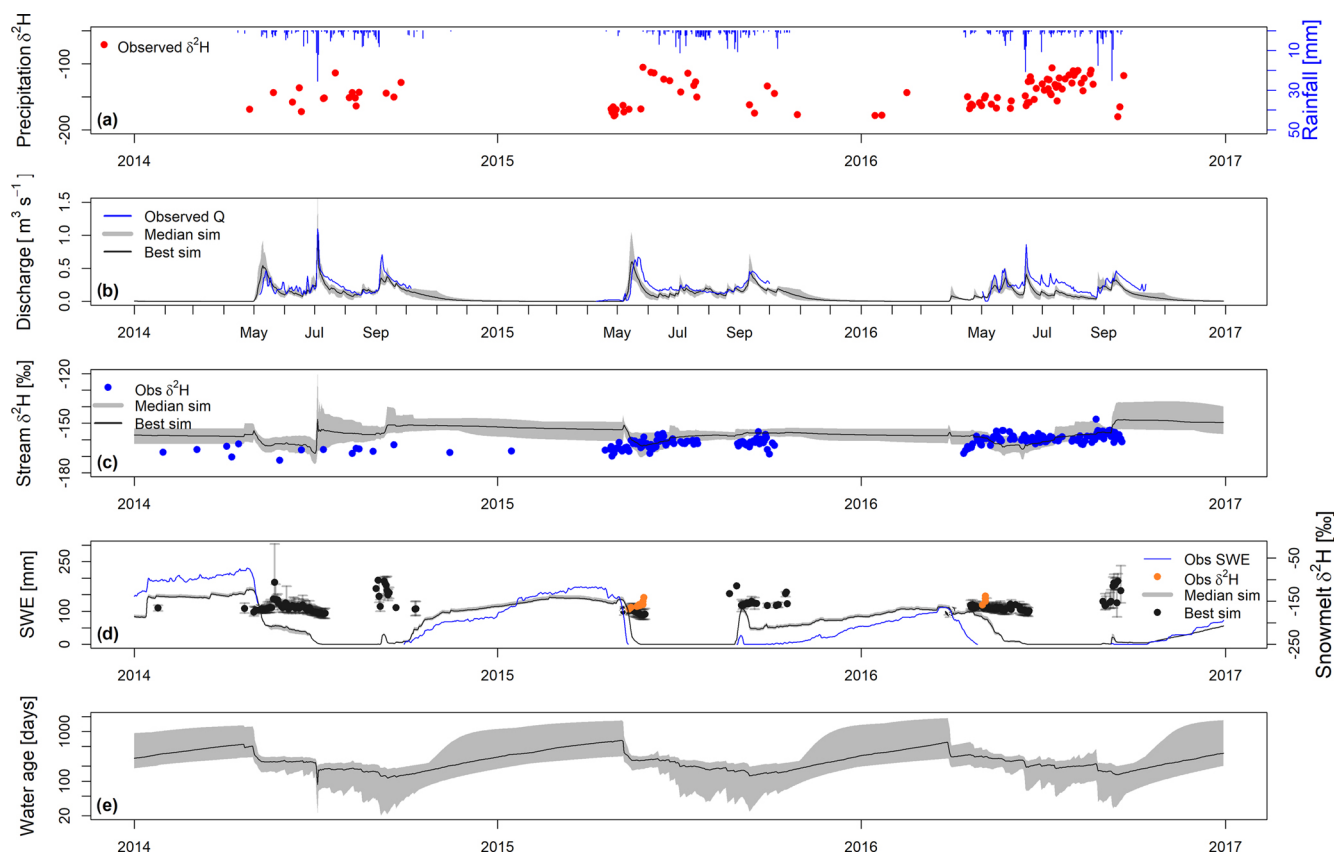 Precipitation δ²H
-200
-100
Observed δ²H
(a)
10
30
50
Rainfall [mm]
2014
2015
2016
2017
Discharge [ m³ s⁻¹ ]
0.0
0.5
1.0
1.5
Observed Q
Median sim
Best sim
(b)
2014
May
Jul
Sep
2015
May
Jul
Sep
2016
May
Jul
Sep
2017
Stream δ²H [‰]
-180
-150
-120
Obs δ²H
Median sim
Best sim
(c)
2014
2015
2016
2017
SWE [mm]
0
100
250
(d)
Obs SWE
Obs δ²H
Median sim
Best sim
-50
-150
-250
Snowmelt δ²H [‰]
2014
2015
2016
2017
Water age [days]
20
100
1000
(e)
2014
2015
2016
2017